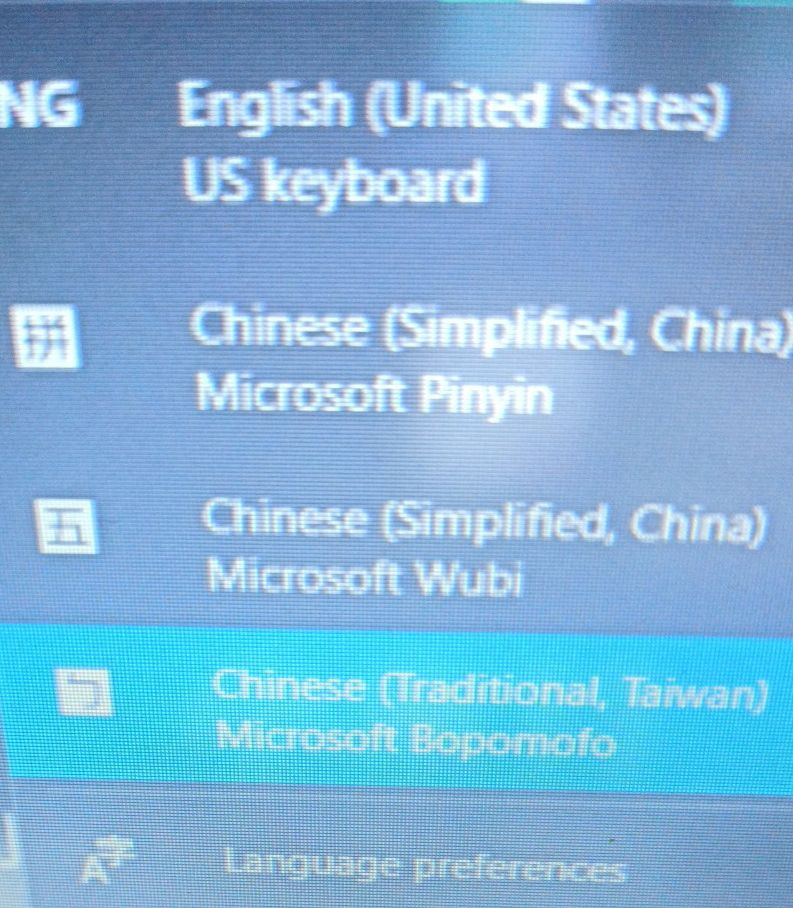 NG English (United States)
US keyboard
拼 Chinese (Simplified, China)
Microsoft Pinyin
五 Chinese (Simplified, China)
Microsoft Wubi
ㄅ Chinese (Traditional, Taiwan)
Microsoft Bopomofo
Language preferences